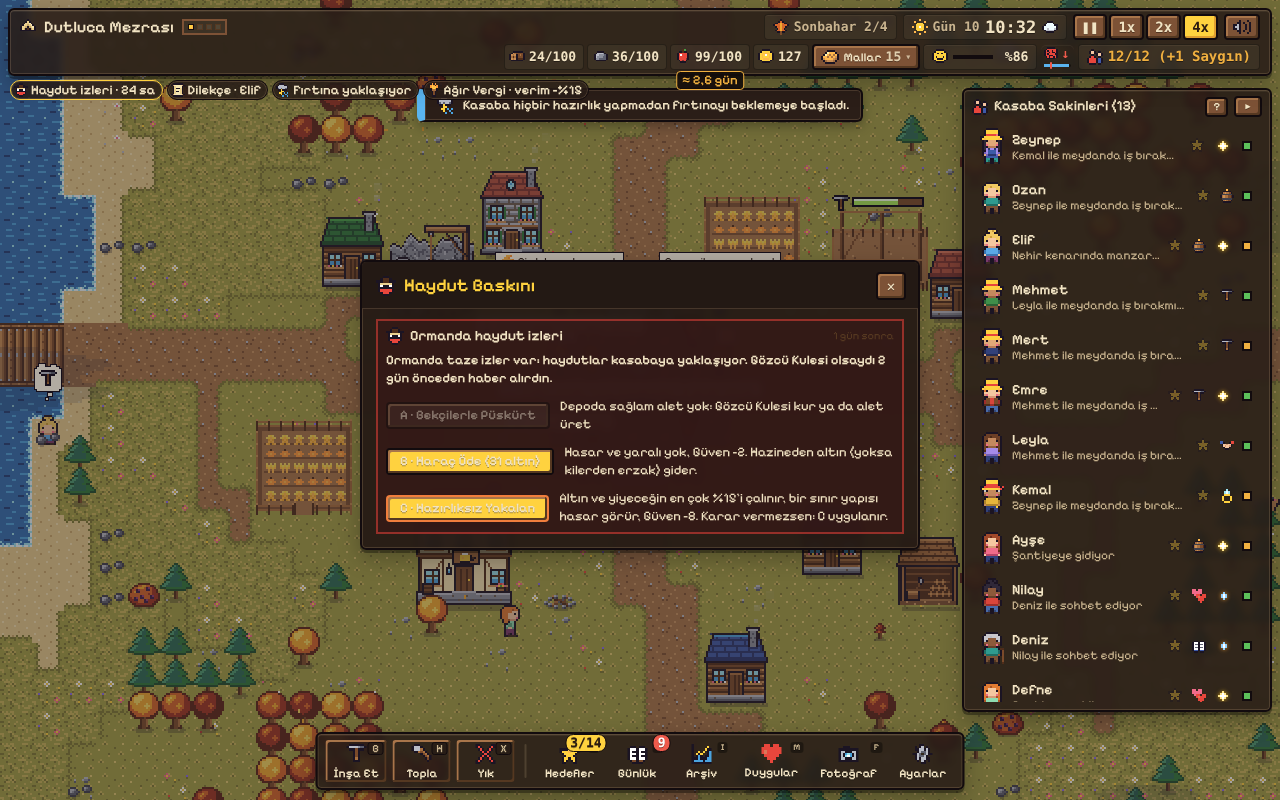 Dutluca Mezrası
Sonbahar 2/4
Gün 10 10:32
1x
2x
4x
24/100
36/100
99/100
127
Mallar 15
%86
12/12 (+1 Saygın)
≈ 2.6 gün
Haydut izleri · 24 sa
Dilekçe · Elif
Fırtına yaklaşıyor
Ağır Vergi · verim -%18
Kasaba hiçbir hazırlık yapmadan fırtınayı beklemeye başladı.
Kasaba Sakinleri (13)
?
Zeynep
Kemal ile meydanda iş bırak...
Ozan
Zeynep ile meydanda iş bırak...
Elif
Nehir kenarında manzar...
Mehmet
Leyla ile meydanda iş bırakmı...
Mert
Mehmet ile meydanda iş bıra...
Emre
Mehmet ile meydanda iş ...
Leyla
Mehmet ile meydanda iş bıra...
Kemal
Zeynep ile meydanda iş bırak...
Ayşe
Şantiyeye gidiyor
Nilay
Deniz ile sohbet ediyor
Deniz
Nilay ile sohbet ediyor
Defne
Haydut Baskını
×
Ormanda haydut izleri
1 gün sonra
Ormanda taze izler var: haydutlar kasabaya yaklaşıyor. Gözcü Kulesi olsaydı 2
gün önceden haber alırdın.
A · Bekçilerle Püskürt
Depoda sağlam alet yok: Gözcü Kulesi kur ya da alet
üret
B · Haraç Öde (31 altın)
Hasar ve yaralı yok, Güven -2. Hazineden altın (yoksa
kilerden erzak) gider.
C · Hazırlıksız Yakalan
Altın ve yiyeceğin en çok %18'i çalınır, bir sınır yapısı
hasar görür, Güven -8. Karar vermezsen: C uygulanır.
İnşa Et
B
Topla
H
Yık
X
3/14
Hedefler
9
Günlük
Arşiv
I
Duygular
M
Fotoğraf
F
Ayarlar